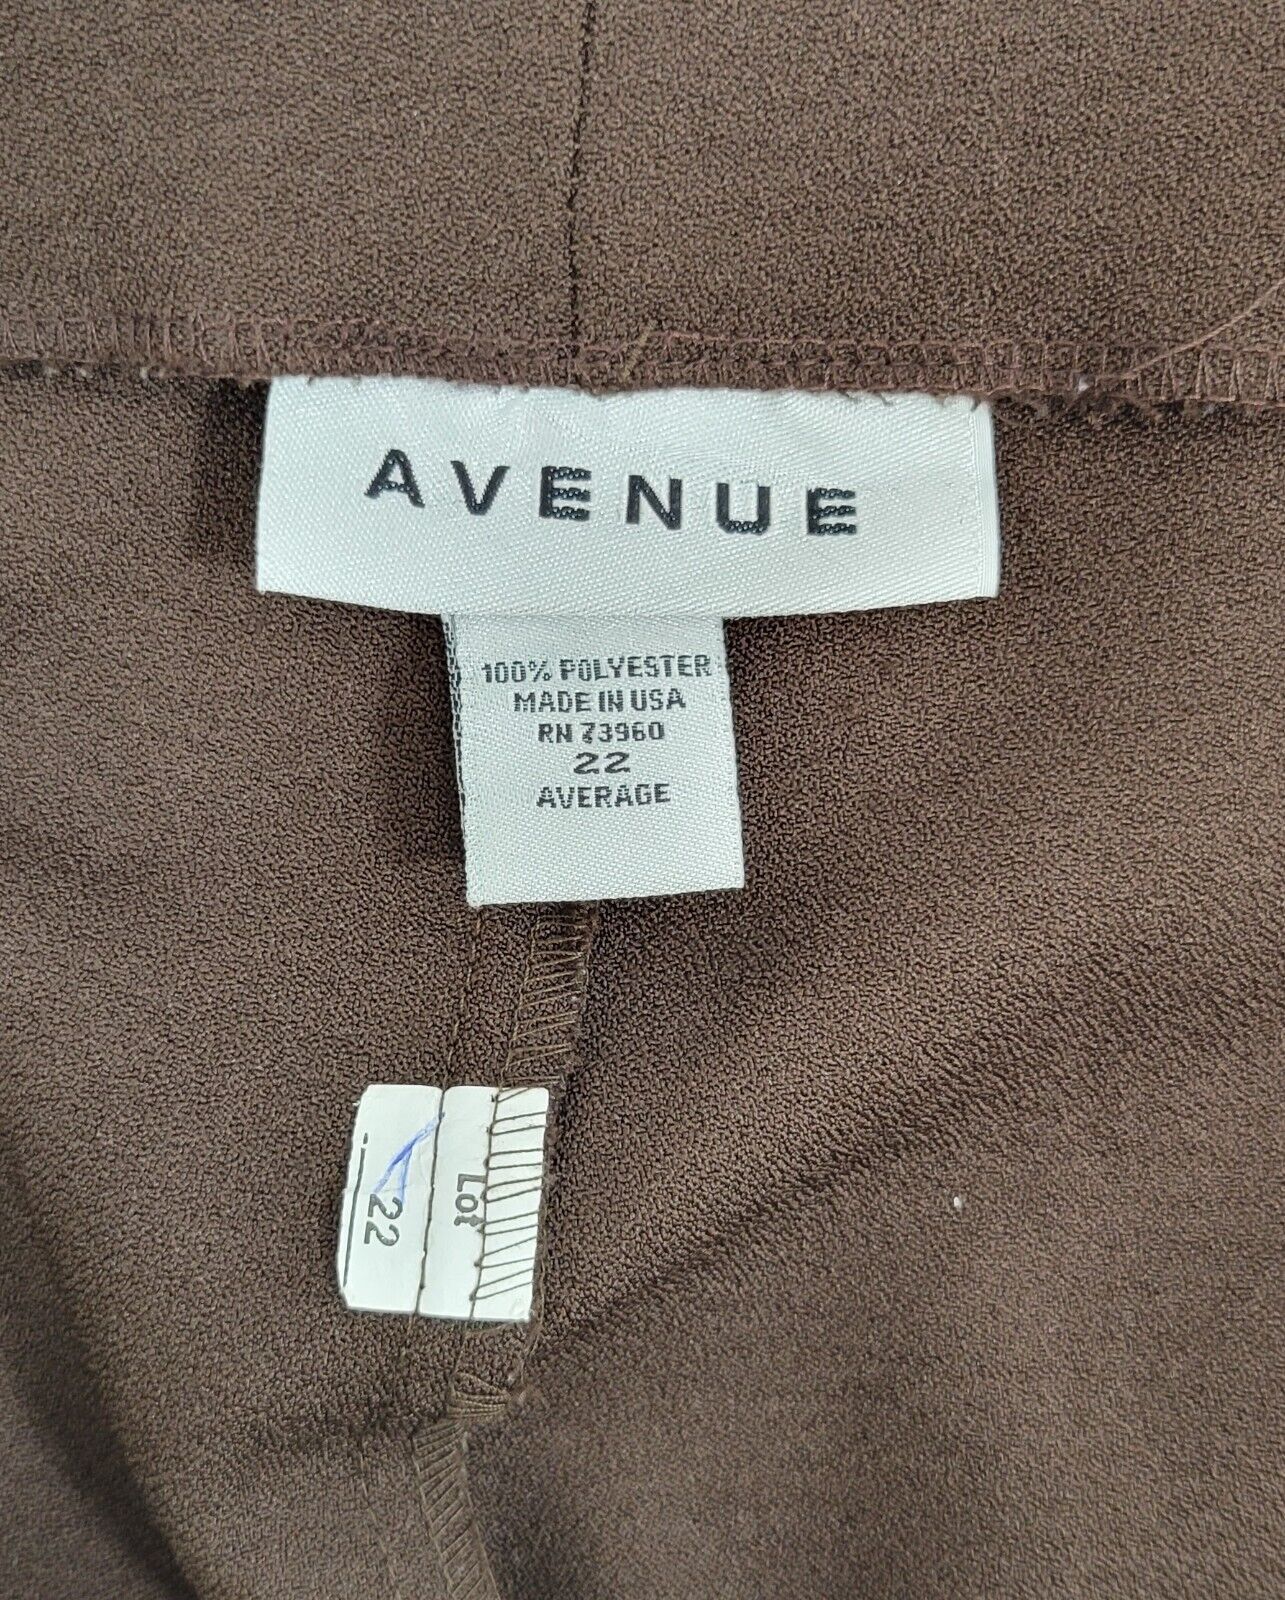 AVENUE
100% POLYESTER
MADE IN USA
RN 73960
22
AVERAGE
Lot
22